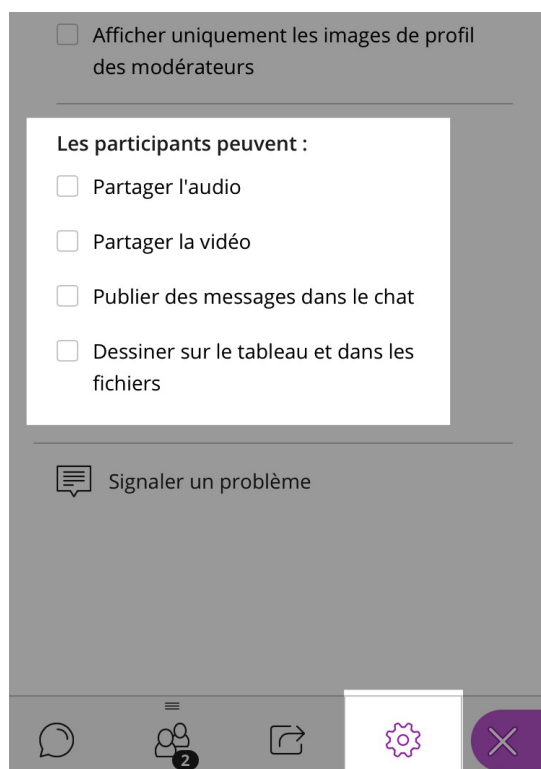 Afficher uniquement les images de profil
des modérateurs
Les participants peuvent :
Partager l'audio
Partager la vidéo
Publier des messages dans le chat
Dessiner sur le tableau et dans les
fichiers
Signaler un problème
2